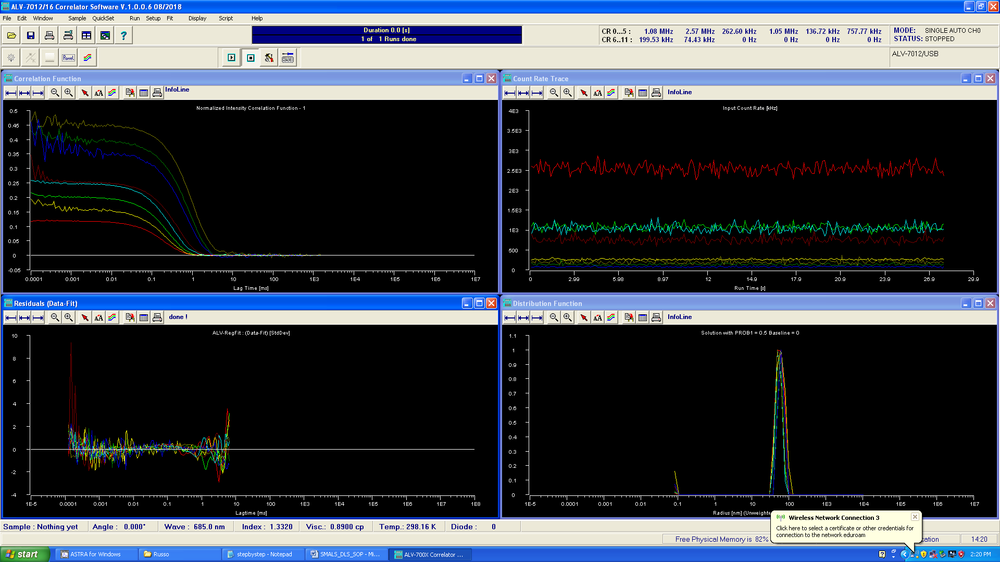 ALV-7012/16 Correlator Software V.1.0.0.6 08/2018
File Edit Window Sample QuickSet Run Setup Fit Display Script Help
Duration 0.0 [s]
1 of 1 Runs done
CR 0...5 : 1.08 MHz 2.57 MHz 262.60 kHz 1.05 MHz 136.72 kHz 757.77 kHz
CR 6..11 : 199.53 kHz 74.43 kHz 0 Hz 0 Hz 0 Hz 0 Hz
MODE: SINGLE AUTO CH0
STATUS: STOPPED
Panel
ALV-7012/USB
Correlation Function
InfoLine
Normalized Intensity Correlation Function - 1
0.5
0.45
0.4
0.35
0.3
0.25
0.2
0.15
0.1
0.05
0
-0.05
0.0001 0.001 0.01 0.1 1 10 100 1E3 1E4 1E5 1E6 1E7
Lag Time [ms]
Count Rate Trace
InfoLine
Input Count Rate [kHz]
4E3
3.5E3
3E3
2.5E3
2E3
1.5E3
1E3
500
0
0 2.99 5.98 8.97 12 14.9 17.9 20.9 23.9 26.9 29.9
Run Time [s]
Residuals (Data-Fit)
done !
ALV-RegFit : (Data-Fit) [StdDev]
10
8
6
4
2
0
-2
-4
1E-5 0.0001 0.001 0.01 0.1 1 10 100 1E3 1E4 1E5 1E6 1E7 1E8
Lagtime [ms]
Distribution Function
InfoLine
Solution with PROB1 = 0.5 Baseline = 0
1.1
1
0.9
0.8
0.7
0.6
0.5
0.4
0.3
0.2
0.1
0
1E-5 0.0001 0.001 0.01 0.1 1 10 100 1E3 1E4 1E5 1E6 1E7
Radius [nm] (Unweighte
Wireless Network Connection 3
Click here to select a certificate or other credentials for
connection to the network eduroam
Sample : Nothing yet Angle : 0.000° Wave : 685.0 nm Index : 1.3320 Visc.: 0.8900 cp Temp.: 298.16 K Diode : 0
Free Physical Memory is 82% cation 14:20
start ASTRA for Windows Russo stepbystep - Notepad SMALS_DLS_SOP - Mi... ALV-700X Correlator ... 2:20 PM